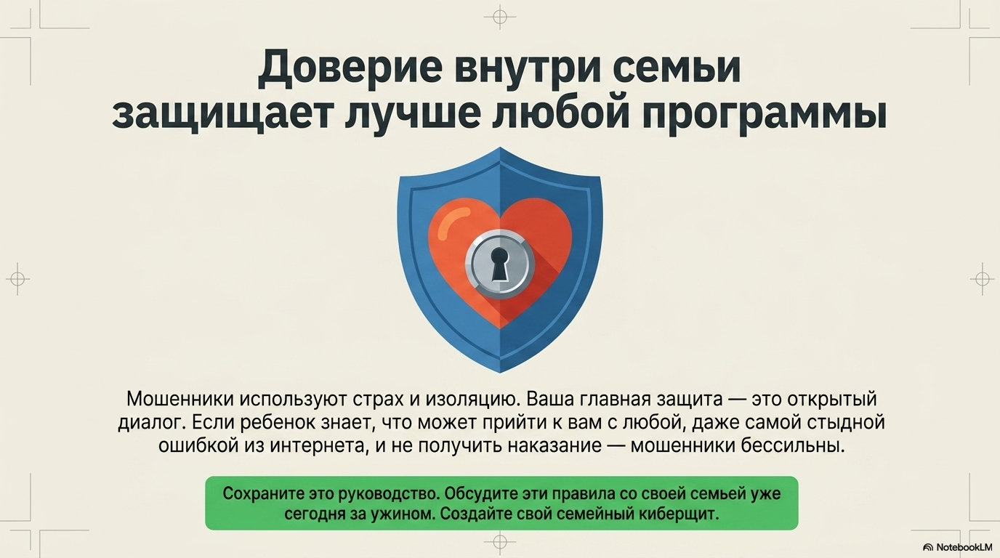 Доверие внутри семьи
защищает лучше любой программы
Мошенники используют страх и изоляцию. Ваша главная защита — это открытый
диалог. Если ребенок знает, что может прийти к вам с любой, даже самой стыдной
ошибкой из интернета, и не получить наказание — мошенники бессильны.
Сохраните это руководство. Обсудите эти правила со своей семьей уже
сегодня за ужином. Создайте свой семейный киберщит.
NotebookLM